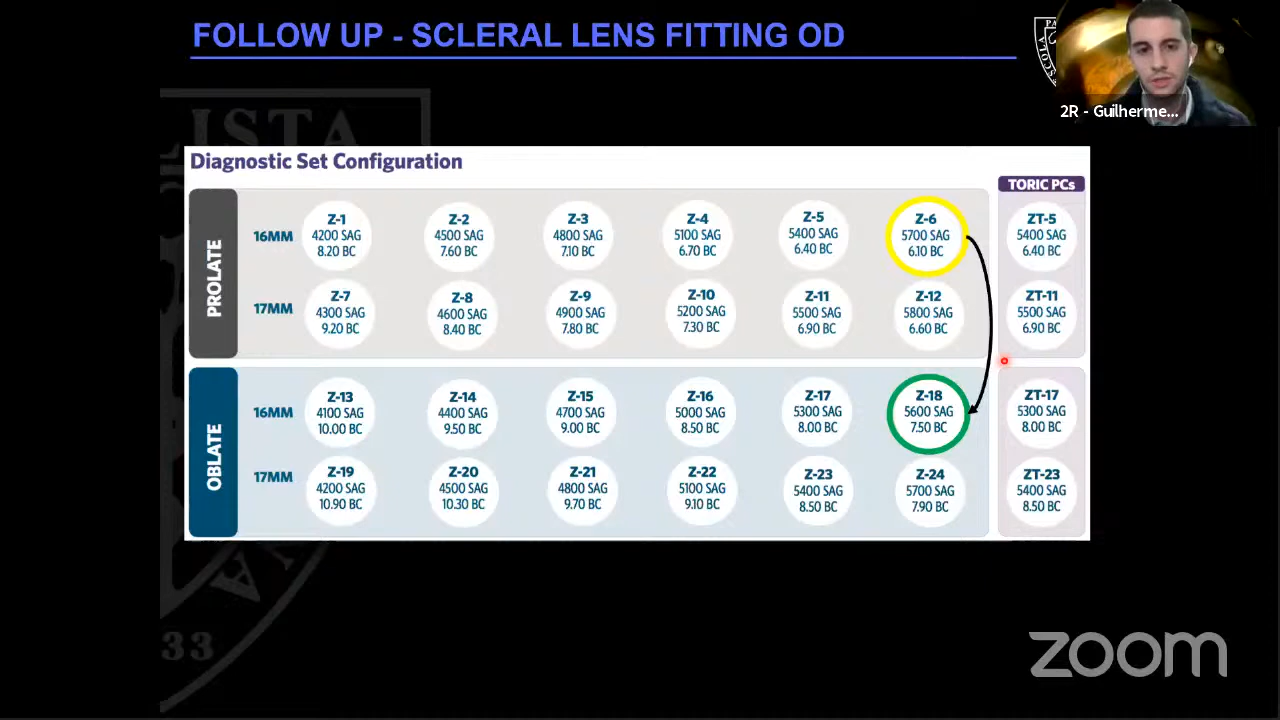 FOLLOW UP - SCLERAL LENS FITTING OD
2R - Guilherme...
Diagnostic Set Configuration
TORIC PCs
PROLATE
16MM
Z-1
4200 SAG
8.20 BC
Z-2
4500 SAG
7.60 BC
Z-3
4800 SAG
7.10 BC
Z-4
5100 SAG
6.70 BC
Z-5
5400 SAG
6.40 BC
Z-6
5700 SAG
6.10 BC
ZT-5
5400 SAG
6.40 BC
17MM
Z-7
4300 SAG
9.20 BC
Z-8
4600 SAG
8.40 BC
Z-9
4900 SAG
7.80 BC
Z-10
5200 SAG
7.30 BC
Z-11
5500 SAG
6.90 BC
Z-12
5800 SAG
6.60 BC
ZT-11
5500 SAG
6.90 BC
OBLATE
16MM
Z-13
4100 SAG
10.00 BC
Z-14
4400 SAG
9.50 BC
Z-15
4700 SAG
9.00 BC
Z-16
5000 SAG
8.50 BC
Z-17
5300 SAG
8.00 BC
Z-18
5600 SAG
7.50 BC
ZT-17
5300 SAG
8.00 BC
17MM
Z-19
4200 SAG
10.90 BC
Z-20
4500 SAG
10.30 BC
Z-21
4800 SAG
9.70 BC
Z-22
5100 SAG
9.10 BC
Z-23
5400 SAG
8.50 BC
Z-24
5700 SAG
7.90 BC
ZT-23
5400 SAG
8.50 BC
33
zoom